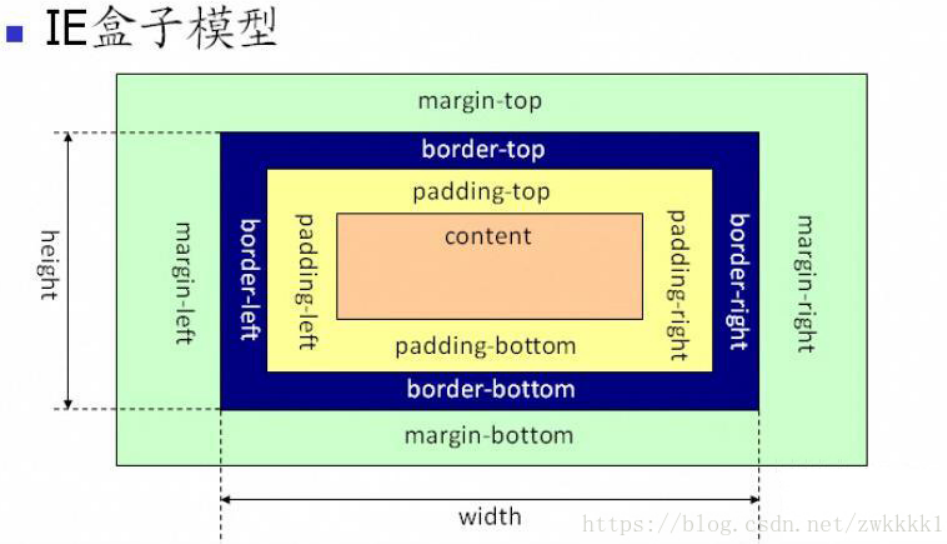 IE盒子模型
margin-top
border-top
padding-top
content
height
margin-left
border-left
padding-left
padding-right
border-right
margin-right
padding-bottom
border-bottom
margin-bottom
width
https://blog.csdn.net/zwkkkk1